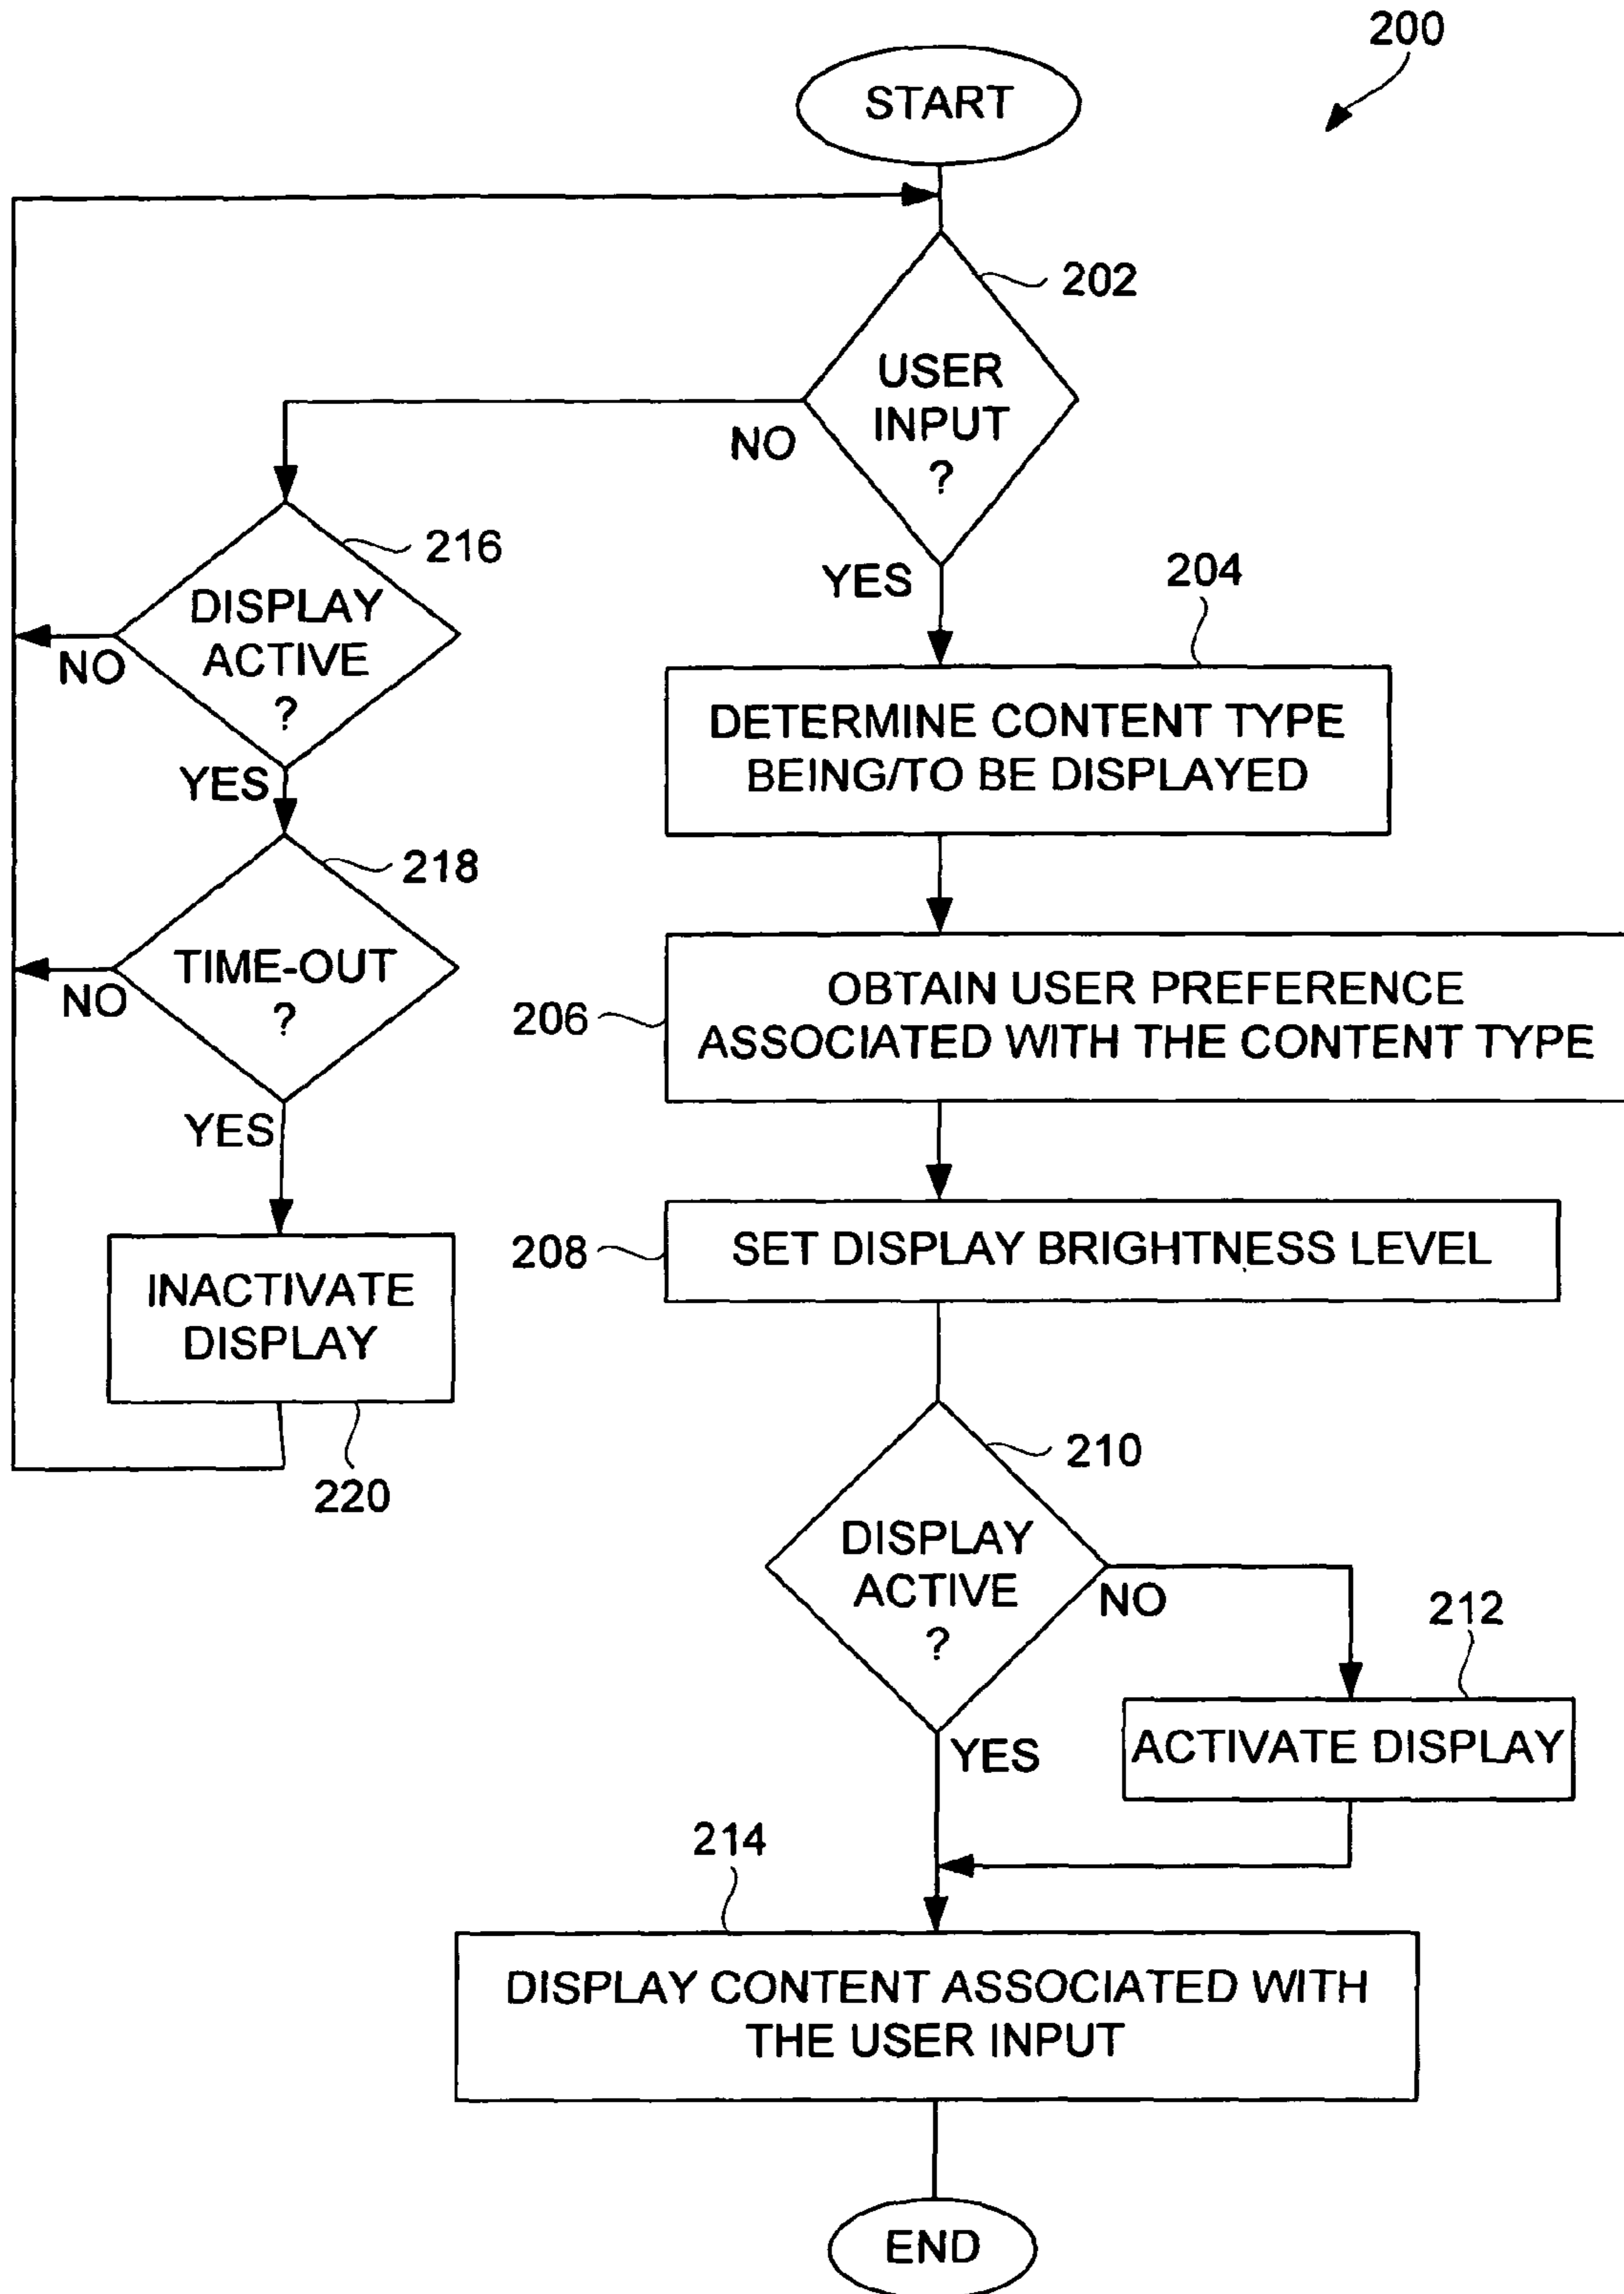 200
START
202
USER
INPUT
?
NO
YES
216
DISPLAY
ACTIVE
?
NO
YES
204
DETERMINE CONTENT TYPE
BEING/TO BE DISPLAYED
218
TIME-OUT
?
NO
YES
206
OBTAIN USER PREFERENCE
ASSOCIATED WITH THE CONTENT TYPE
208
SET DISPLAY BRIGHTNESS LEVEL
INACTIVATE
DISPLAY
220
210
DISPLAY
ACTIVE
?
NO
YES
212
ACTIVATE DISPLAY
214
DISPLAY CONTENT ASSOCIATED WITH
THE USER INPUT
END